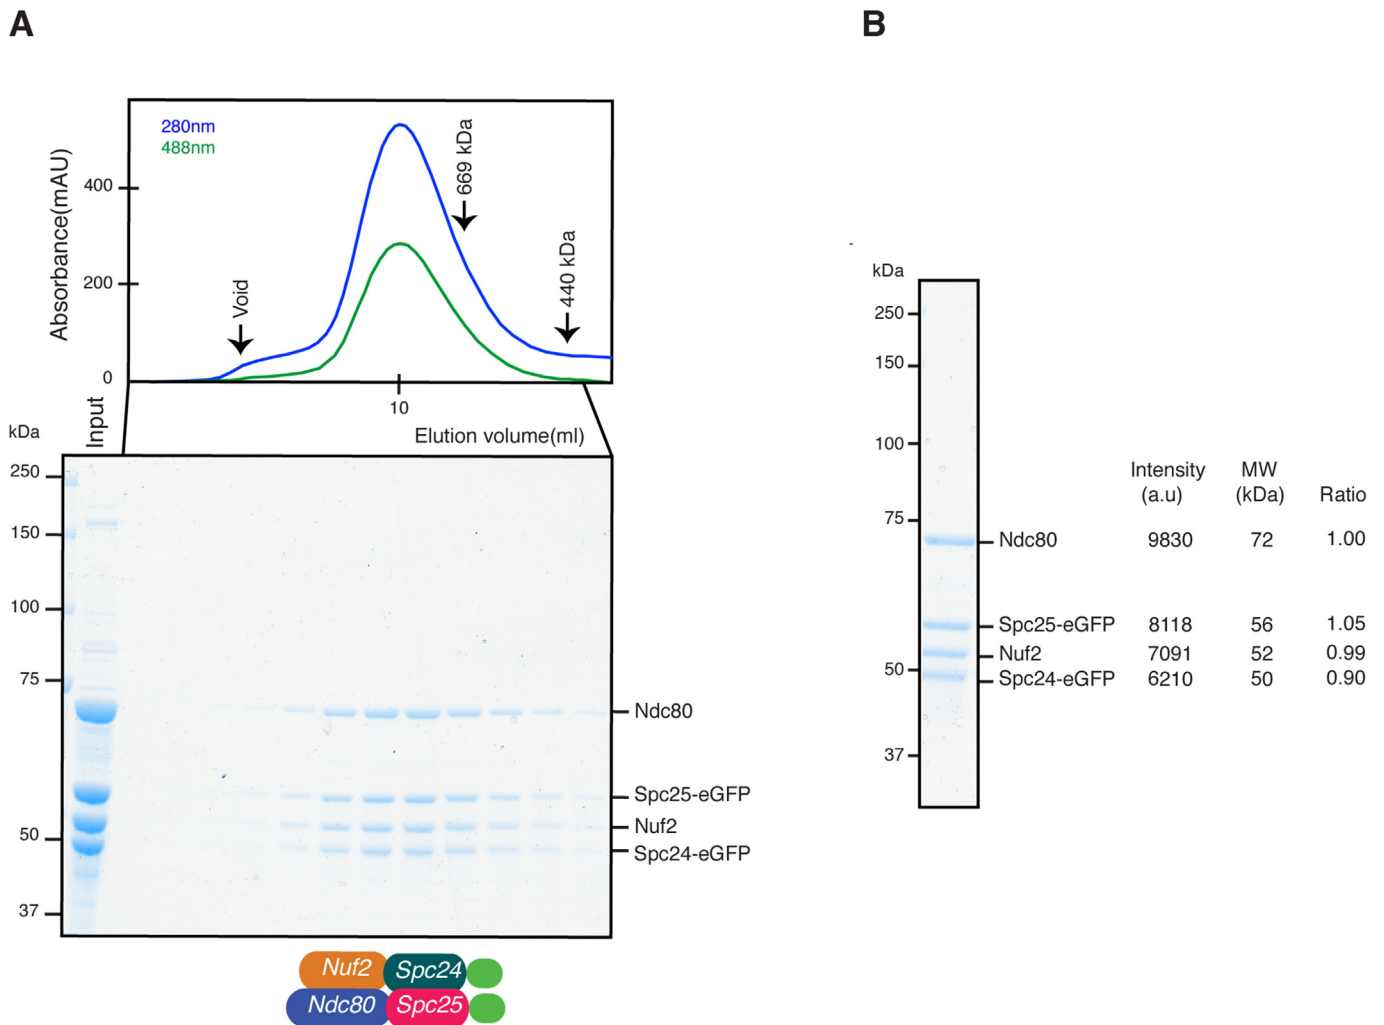 A
B
280nm
488nm
Absorbance(mAU)
400
200
0
Void
669 kDa
440 kDa
10
Elution volume(ml)
kDa
Input
250
150
100
75
50
37
Ndc80
Spc25-eGFP
Nuf2
Spc24-eGFP
Nuf2 Spc24
Ndc80 Spc25
kDa
250
150
100
75
50
37
Intensity (a.u) MW (kDa) Ratio
Ndc80 9830 72 1.00
Spc25-eGFP 8118 56 1.05
Nuf2 7091 52 0.99
Spc24-eGFP 6210 50 0.90